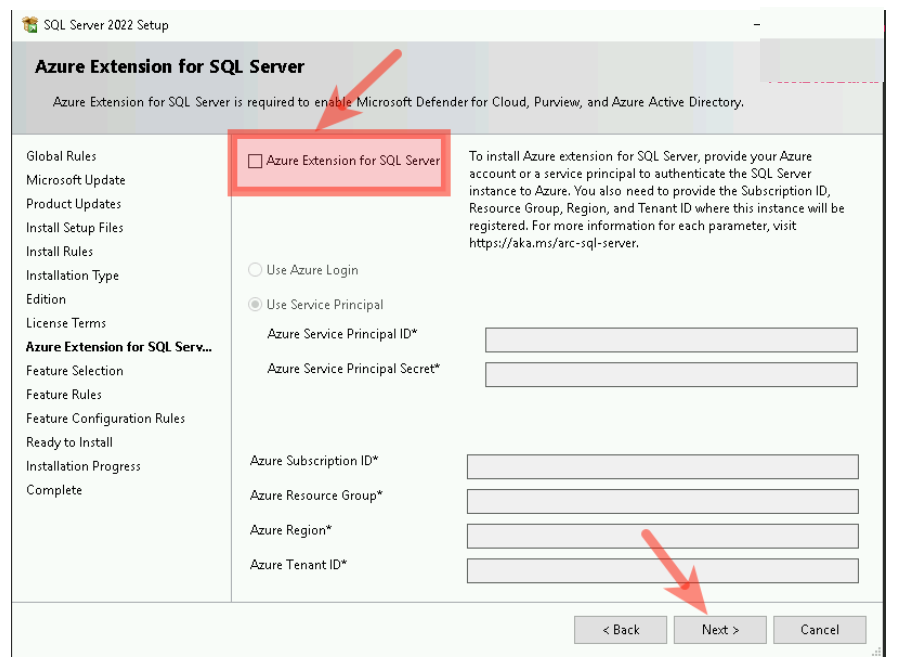 SQL Server 2022 Setup
Azure Extension for SQL Server
Azure Extension for SQL Server is required to enable Microsoft Defender for Cloud, Purview, and Azure Active Directory.
Global Rules
Microsoft Update
Product Updates
Install Setup Files
Install Rules
Installation Type
Edition
License Terms
Azure Extension for SQL Serv...
Feature Selection
Feature Rules
Feature Configuration Rules
Ready to Install
Installation Progress
Complete
Azure Extension for SQL Server
To install Azure extension for SQL Server, provide your Azure
account or a service principal to authenticate the SQL Server
instance to Azure. You also need to provide the Subscription ID,
Resource Group, Region, and Tenant ID where this instance will be
registered. For more information for each parameter, visit
https://aka.ms/arc-sql-server.
Use Azure Login
Use Service Principal
Azure Service Principal ID*
Azure Service Principal Secret*
Azure Subscription ID*
Azure Resource Group*
Azure Region*
Azure Tenant ID*
< Back
Next >
Cancel